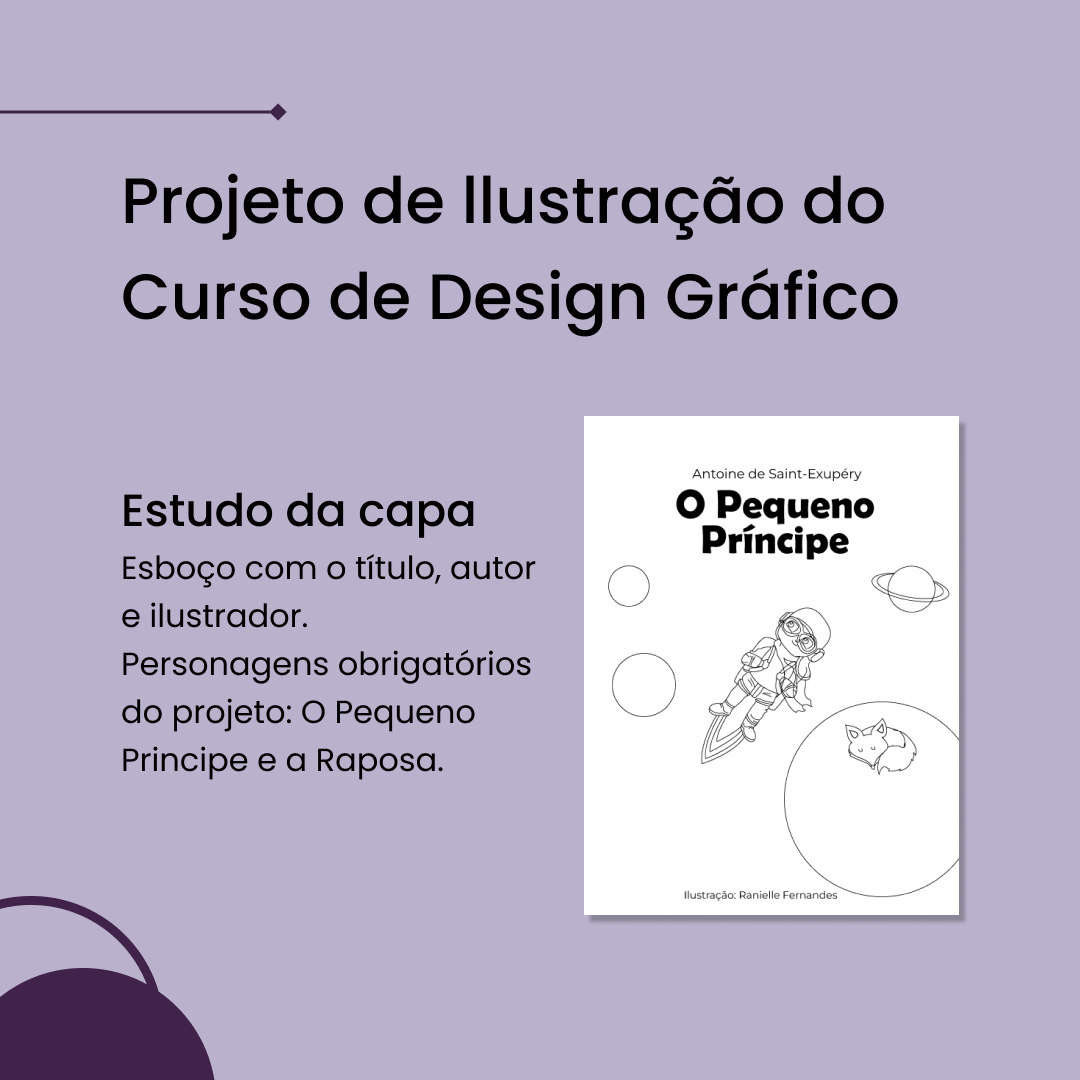 Projeto de Ilustração do
Curso de Design Gráfico
Estudo da capa
Esboço com o título, autor
e ilustrador.
Personagens obrigatórios
do projeto: O Pequeno
Principe e a Raposa.
Antoine de Saint-Exupéry
O Pequeno
Príncipe
Ilustração: Ranielle Fernandes